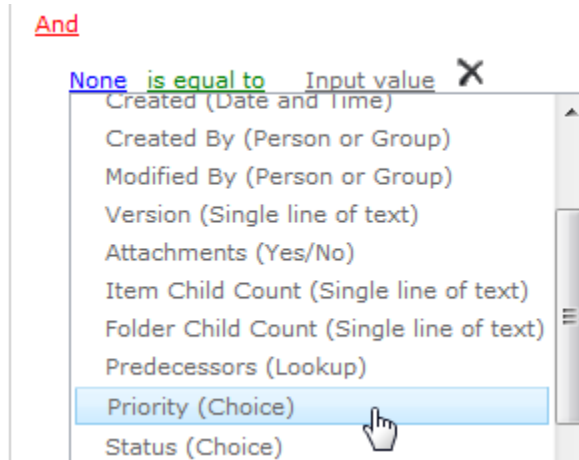 And
None is equal to Input value
Created (Date and Time)
Created By (Person or Group)
Modified By (Person or Group)
Version (Single line of text)
Attachments (Yes/No)
Item Child Count (Single line of text)
Folder Child Count (Single line of text)
Predecessors (Lookup)
Priority (Choice)
Status (Choice)